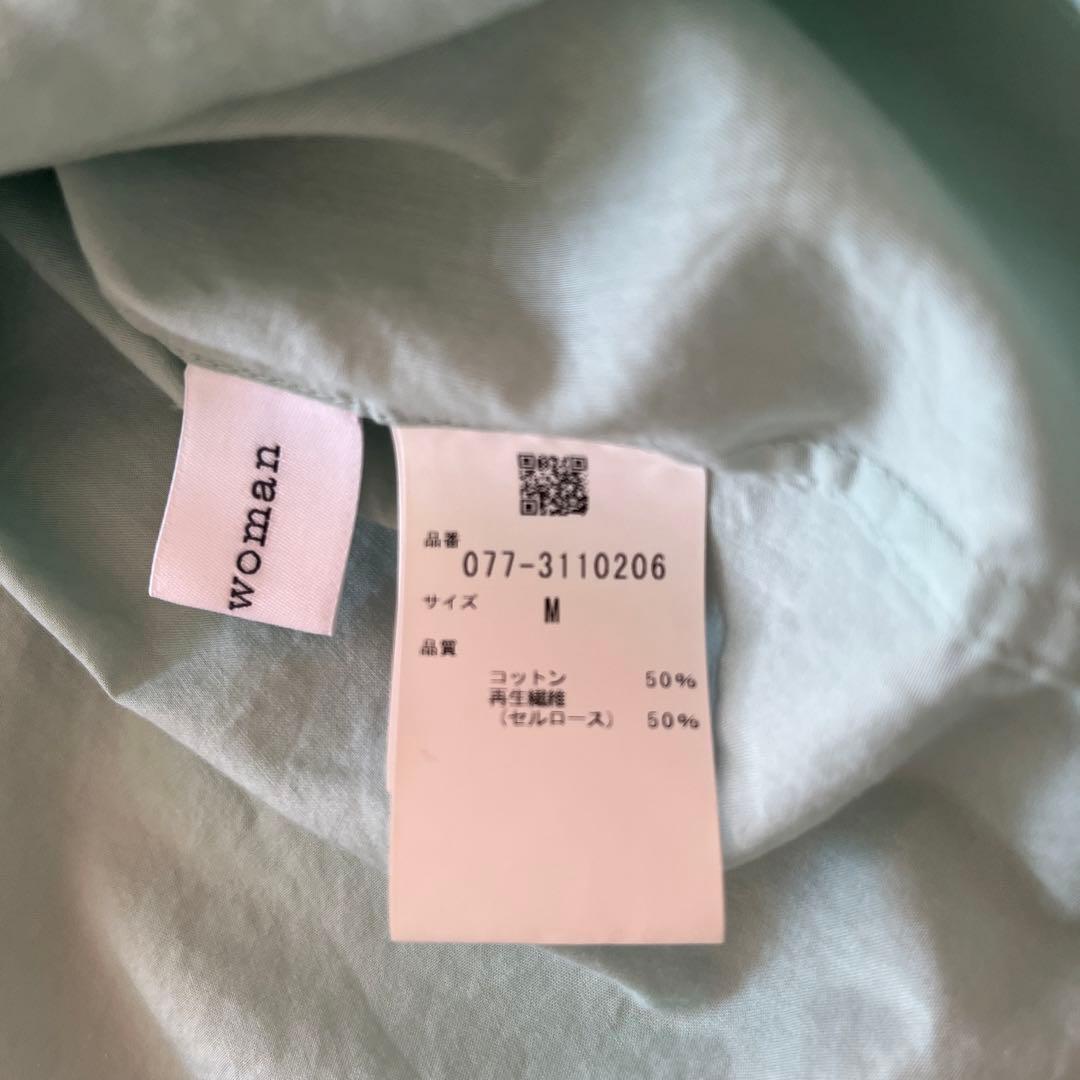 woman
品番
077-3110206
サイズ M
品質
コットン 50%
再生繊維
(セルロース) 50%